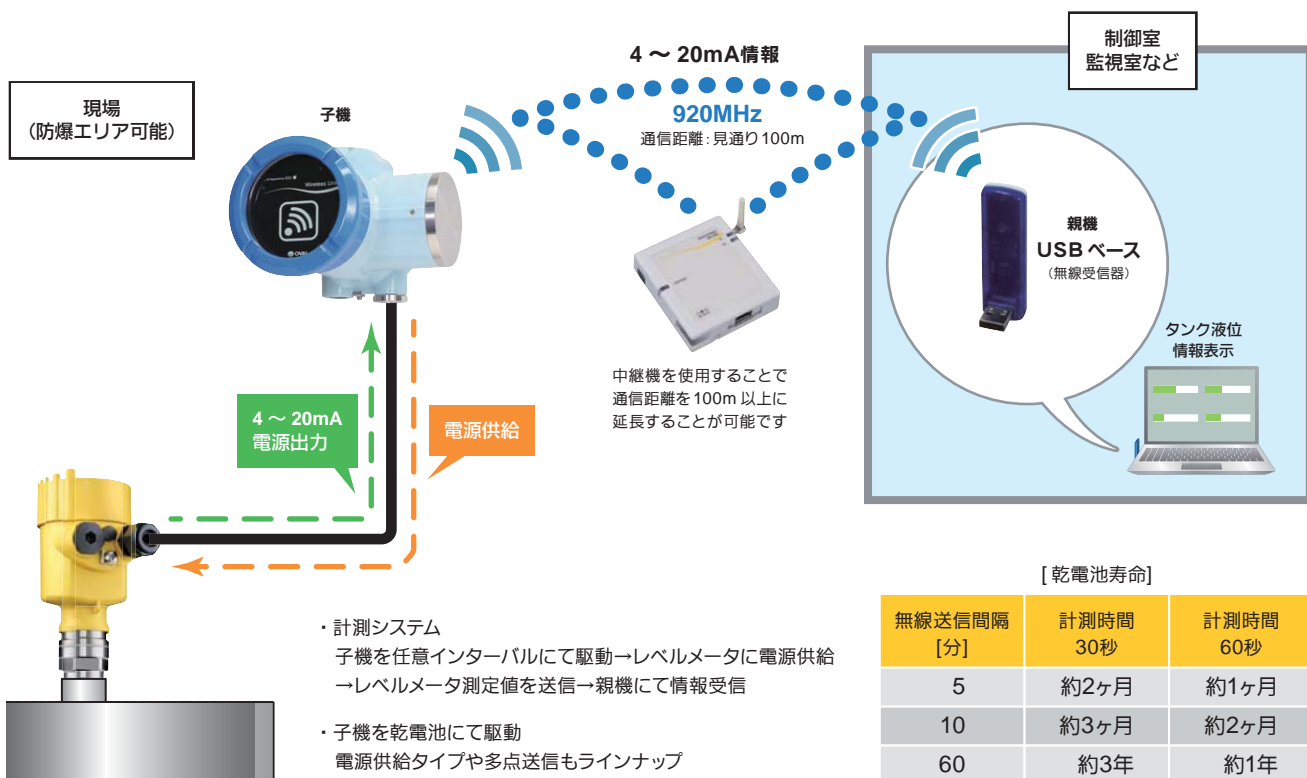 現場
(防爆エリア可能)
子機
Wireless Unit
OVAL
4 ～ 20mA情報
920MHz
通信距離:見通り100m
中継機を使用することで
通信距離を100m 以上に
延長することが可能です
制御室
監視室など
親機
USB ベース
(無線受信器)
タンク液位
情報表示
4 ～ 20mA
電源出力
電源供給
・計測システム
子機を任意インターバルにて駆動→レベルメータに電源供給
→レベルメータ測定値を送信→親機にて情報受信
・子機を乾電池にて駆動
電源供給タイプや多点送信もラインナップ
[ 乾電池寿命]
無線送信間隔 計測時間 計測時間
[分] 30秒 60秒
5 約2ヶ月 約1ヶ月
10 約3ヶ月 約2ヶ月
60 約3年 約1年